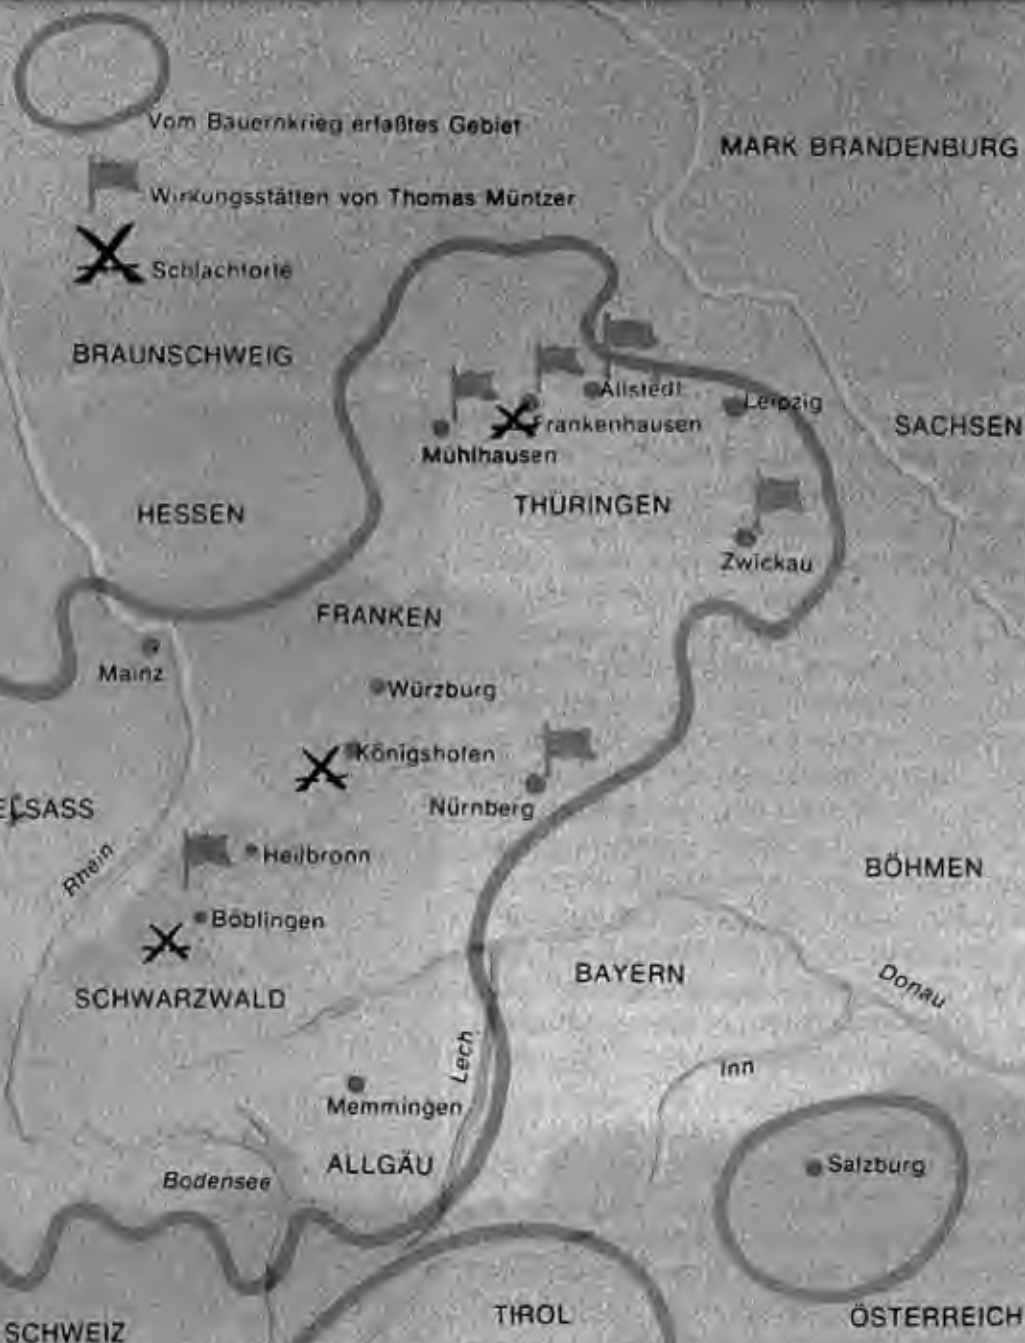 Vom Bauernkrieg erfaßtes Gebiet
MARK BRANDENBURG
Wirkungsstätten von Thomas Müntzer
Schlachtorte
BRAUNSCHWEIG
Allstedt
Leipzig
Frankenhausen
SACHSEN
Mühlhausen
HESSEN
THÜRINGEN
Zwickau
FRANKEN
Mainz
Würzburg
Königshofen
ELSASS
Nürnberg
Rhein
Heilbronn
BÖHMEN
Böblingen
BAYERN
SCHWARZWALD
Donau
Lech
Inn
Memmingen
ALLGÄU
Salzburg
Bodensee
TIROL
ÖSTERREICH
SCHWEIZ